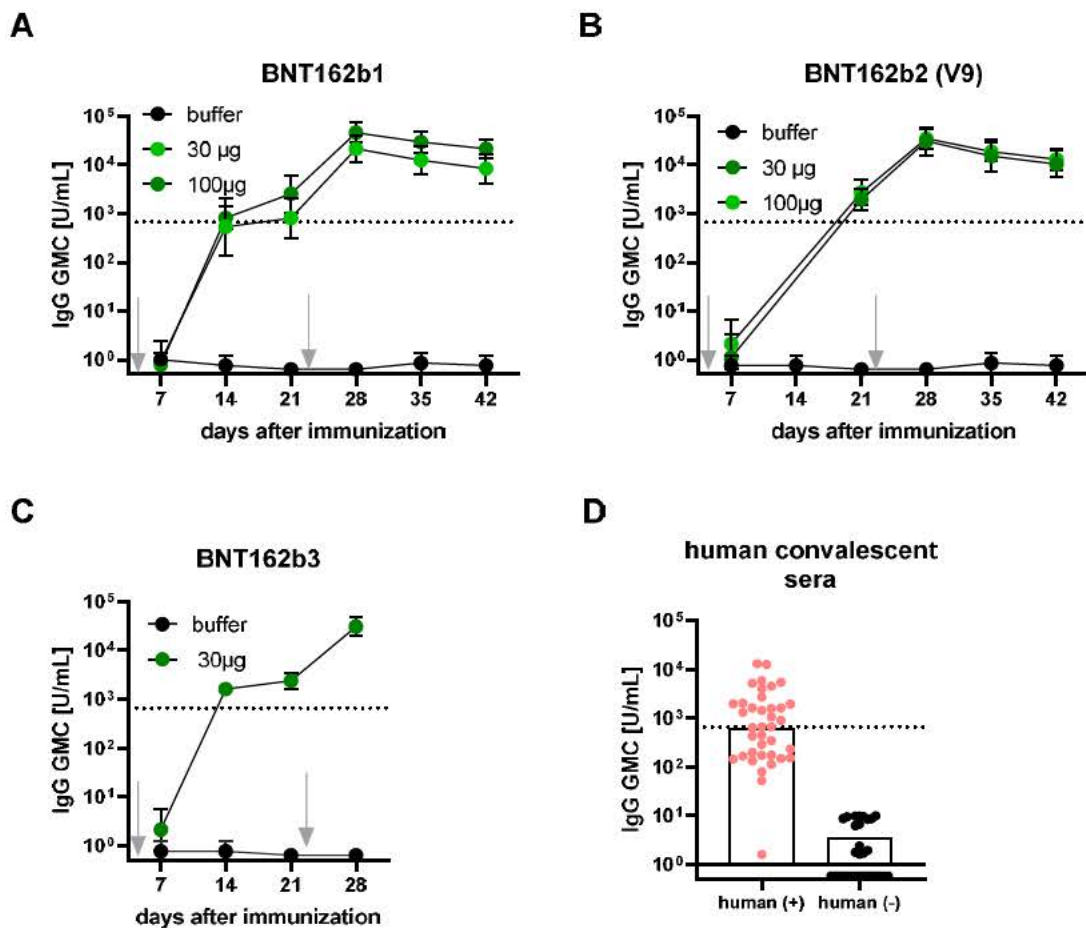 A
BNT162b1
buffer
30 µg
100µg
IgG GMC [U/mL]
10⁵
10⁴
10³
10²
10¹
10⁰
7 14 21 28 35 42
days after immunization
B
BNT162b2 (V9)
buffer
30 µg
100µg
IgG GMC [U/mL]
10⁵
10⁴
10³
10²
10¹
10⁰
7 14 21 28 35 42
days after immunization
C
BNT162b3
buffer
30µg
IgG GMC [U/mL]
10⁵
10⁴
10³
10²
10¹
10⁰
7 14 21 28
days after immunization
D
human convalescent
sera
IgG GMC [U/mL]
10⁵
10⁴
10³
10²
10¹
10⁰
human (+) human (-)